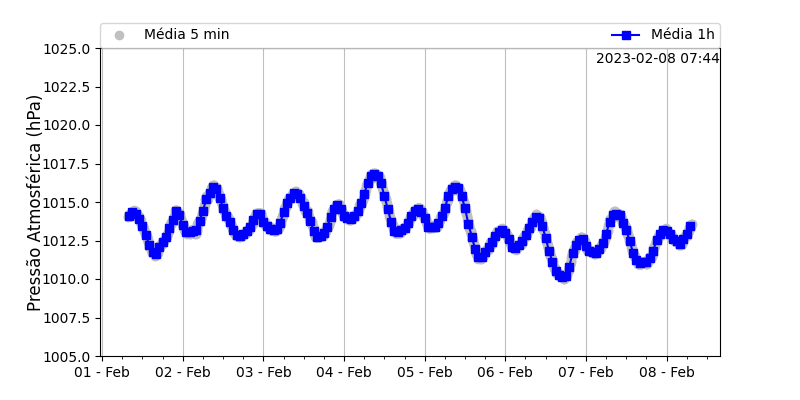 Média 5 min
Média 1h
2023-02-08 07:44
Pressão Atmosférica (hPa)
1025.0
1022.5
1020.0
1017.5
1015.0
1012.5
1010.0
1007.5
1005.0
01 - Feb
02 - Feb
03 - Feb
04 - Feb
05 - Feb
06 - Feb
07 - Feb
08 - Feb